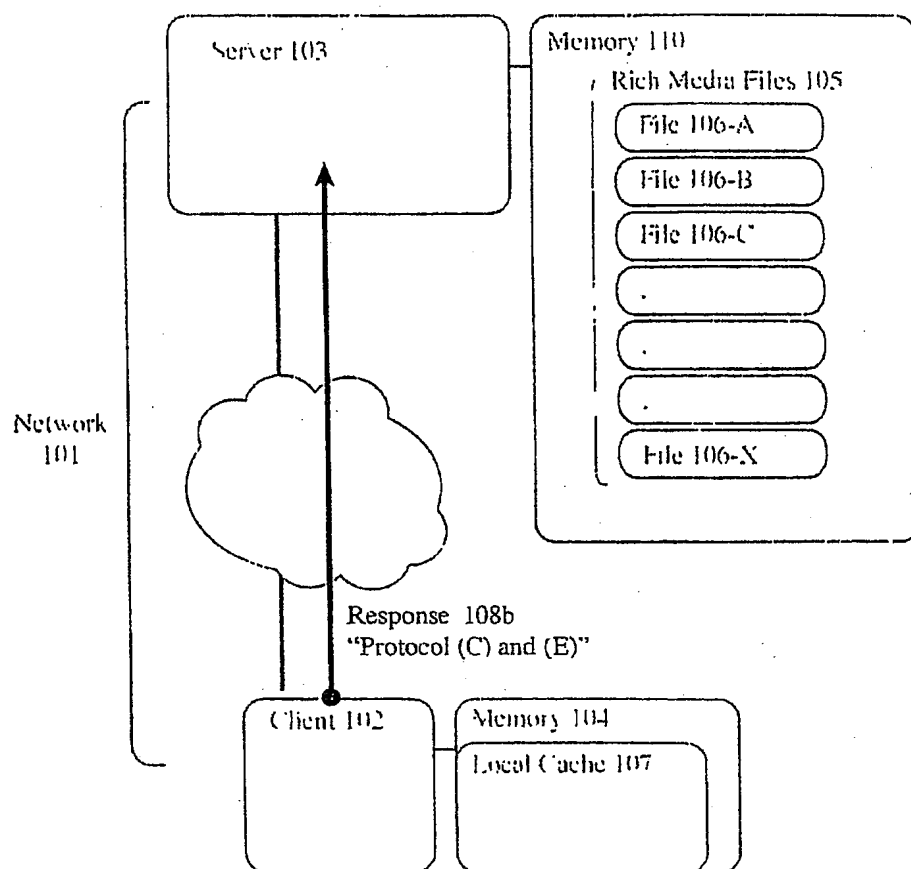 Server 103
Memory 110
Rich Media Files 105
File 106-A
File 106-B
File 106-C
.
.
.
File 106-X
Network
101
Response 108b
“Protocol (C) and (E)”
Client 102
Memory 104
Local Cache 107